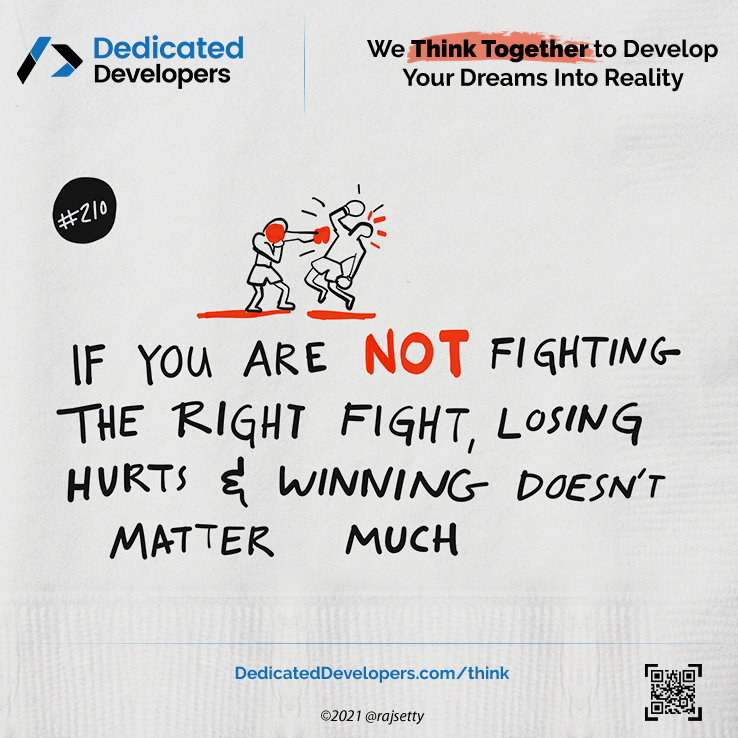 Dedicated
Developers
We Think Together to Develop
Your Dreams Into Reality
#210
IF YOU ARE NOT FIGHTING
THE RIGHT FIGHT, LOSING
HURTS & WINNING DOESN'T
MATTER MUCH
DedicatedDevelopers.com/think
©2021 @rajsetty